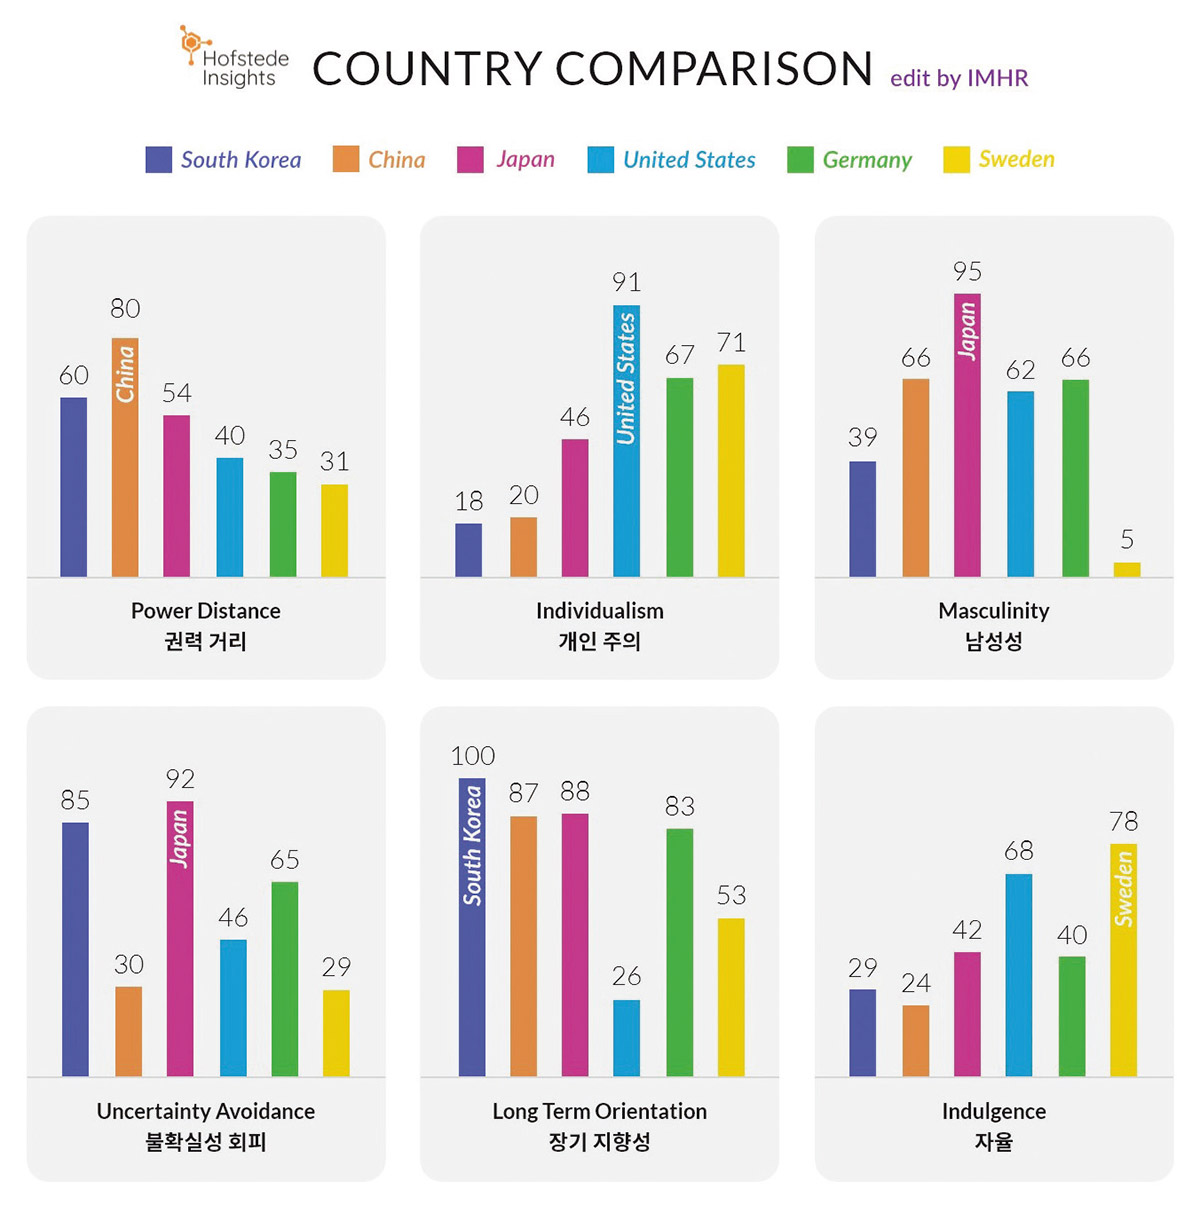 Hofstede
Insights
COUNTRY COMPARISON edit by IMHR
South Korea China Japan United States Germany Sweden
60
80
54
40
35
31
China
Power Distance
권력 거리
18
20
46
91
67
71
United States
Individualism
개인 주의
39
66
95
62
66
5
Japan
Masculinity
남성성
85
30
92
46
65
29
Japan
Uncertainty Avoidance
불확실성 회피
100
87
88
26
83
53
South Korea
Long Term Orientation
장기 지향성
29
24
42
68
40
78
Sweden
Indulgence
자율